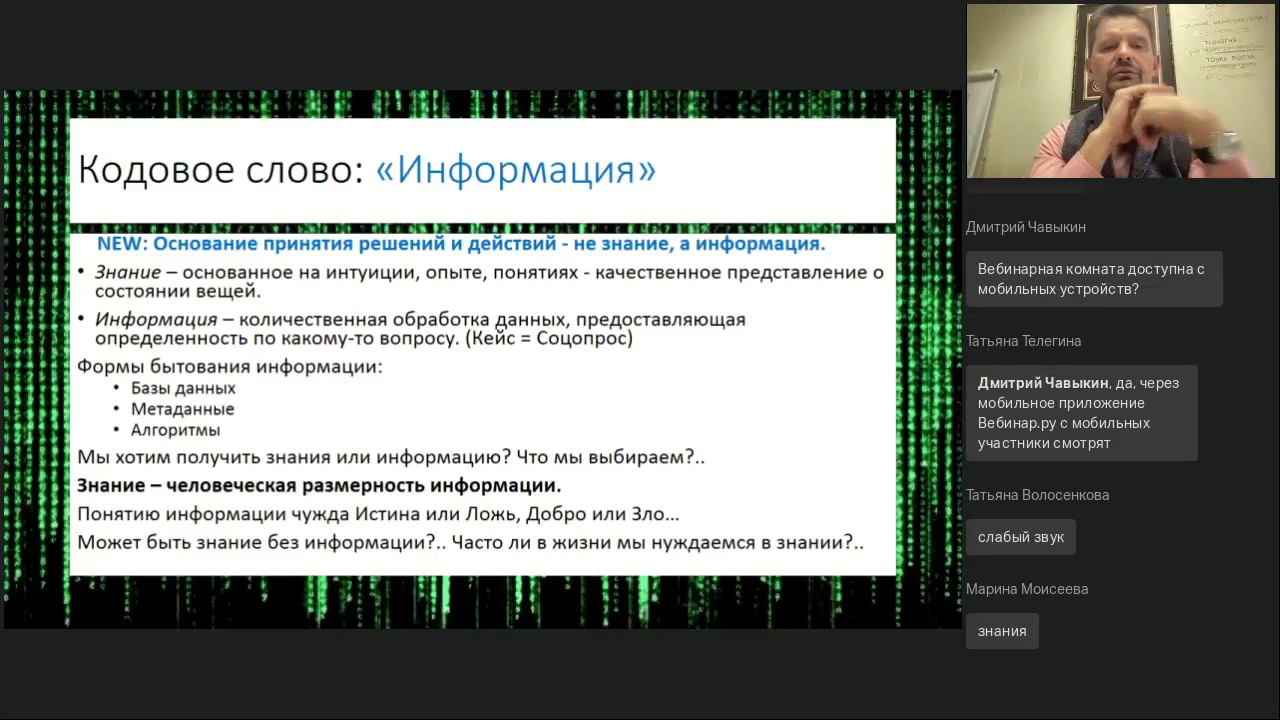 Кодовое слово: «Информация»
NEW: Основание принятия решений и действий - не знание, а информация.
• Знание – основанное на интуиции, опыте, понятиях - качественное представление о
состоянии вещей.
• Информация – количественная обработка данных, предоставляющая
определенность по какому-то вопросу. (Кейс = Соцопрос)
Формы бытования информации:
• Базы данных
• Метаданные
• Алгоритмы
Мы хотим получить знания или информацию? Что мы выбираем?..
Знание – человеческая размерность информации.
Понятию информации чужда Истина или Ложь, Добро или Зло...
Может быть знание без информации?.. Часто ли в жизни мы нуждаемся в знании?..
ТЕОЛОГИЯ
Дмитрий Чавыкин
Вебинарная комната доступна с
мобильных устройств?
Татьяна Телегина
Дмитрий Чавыкин, да, через
мобильное приложение
Вебинар.ру с мобильных
участники смотрят
Татьяна Волосенкова
слабый звук
Марина Моисеева
знания